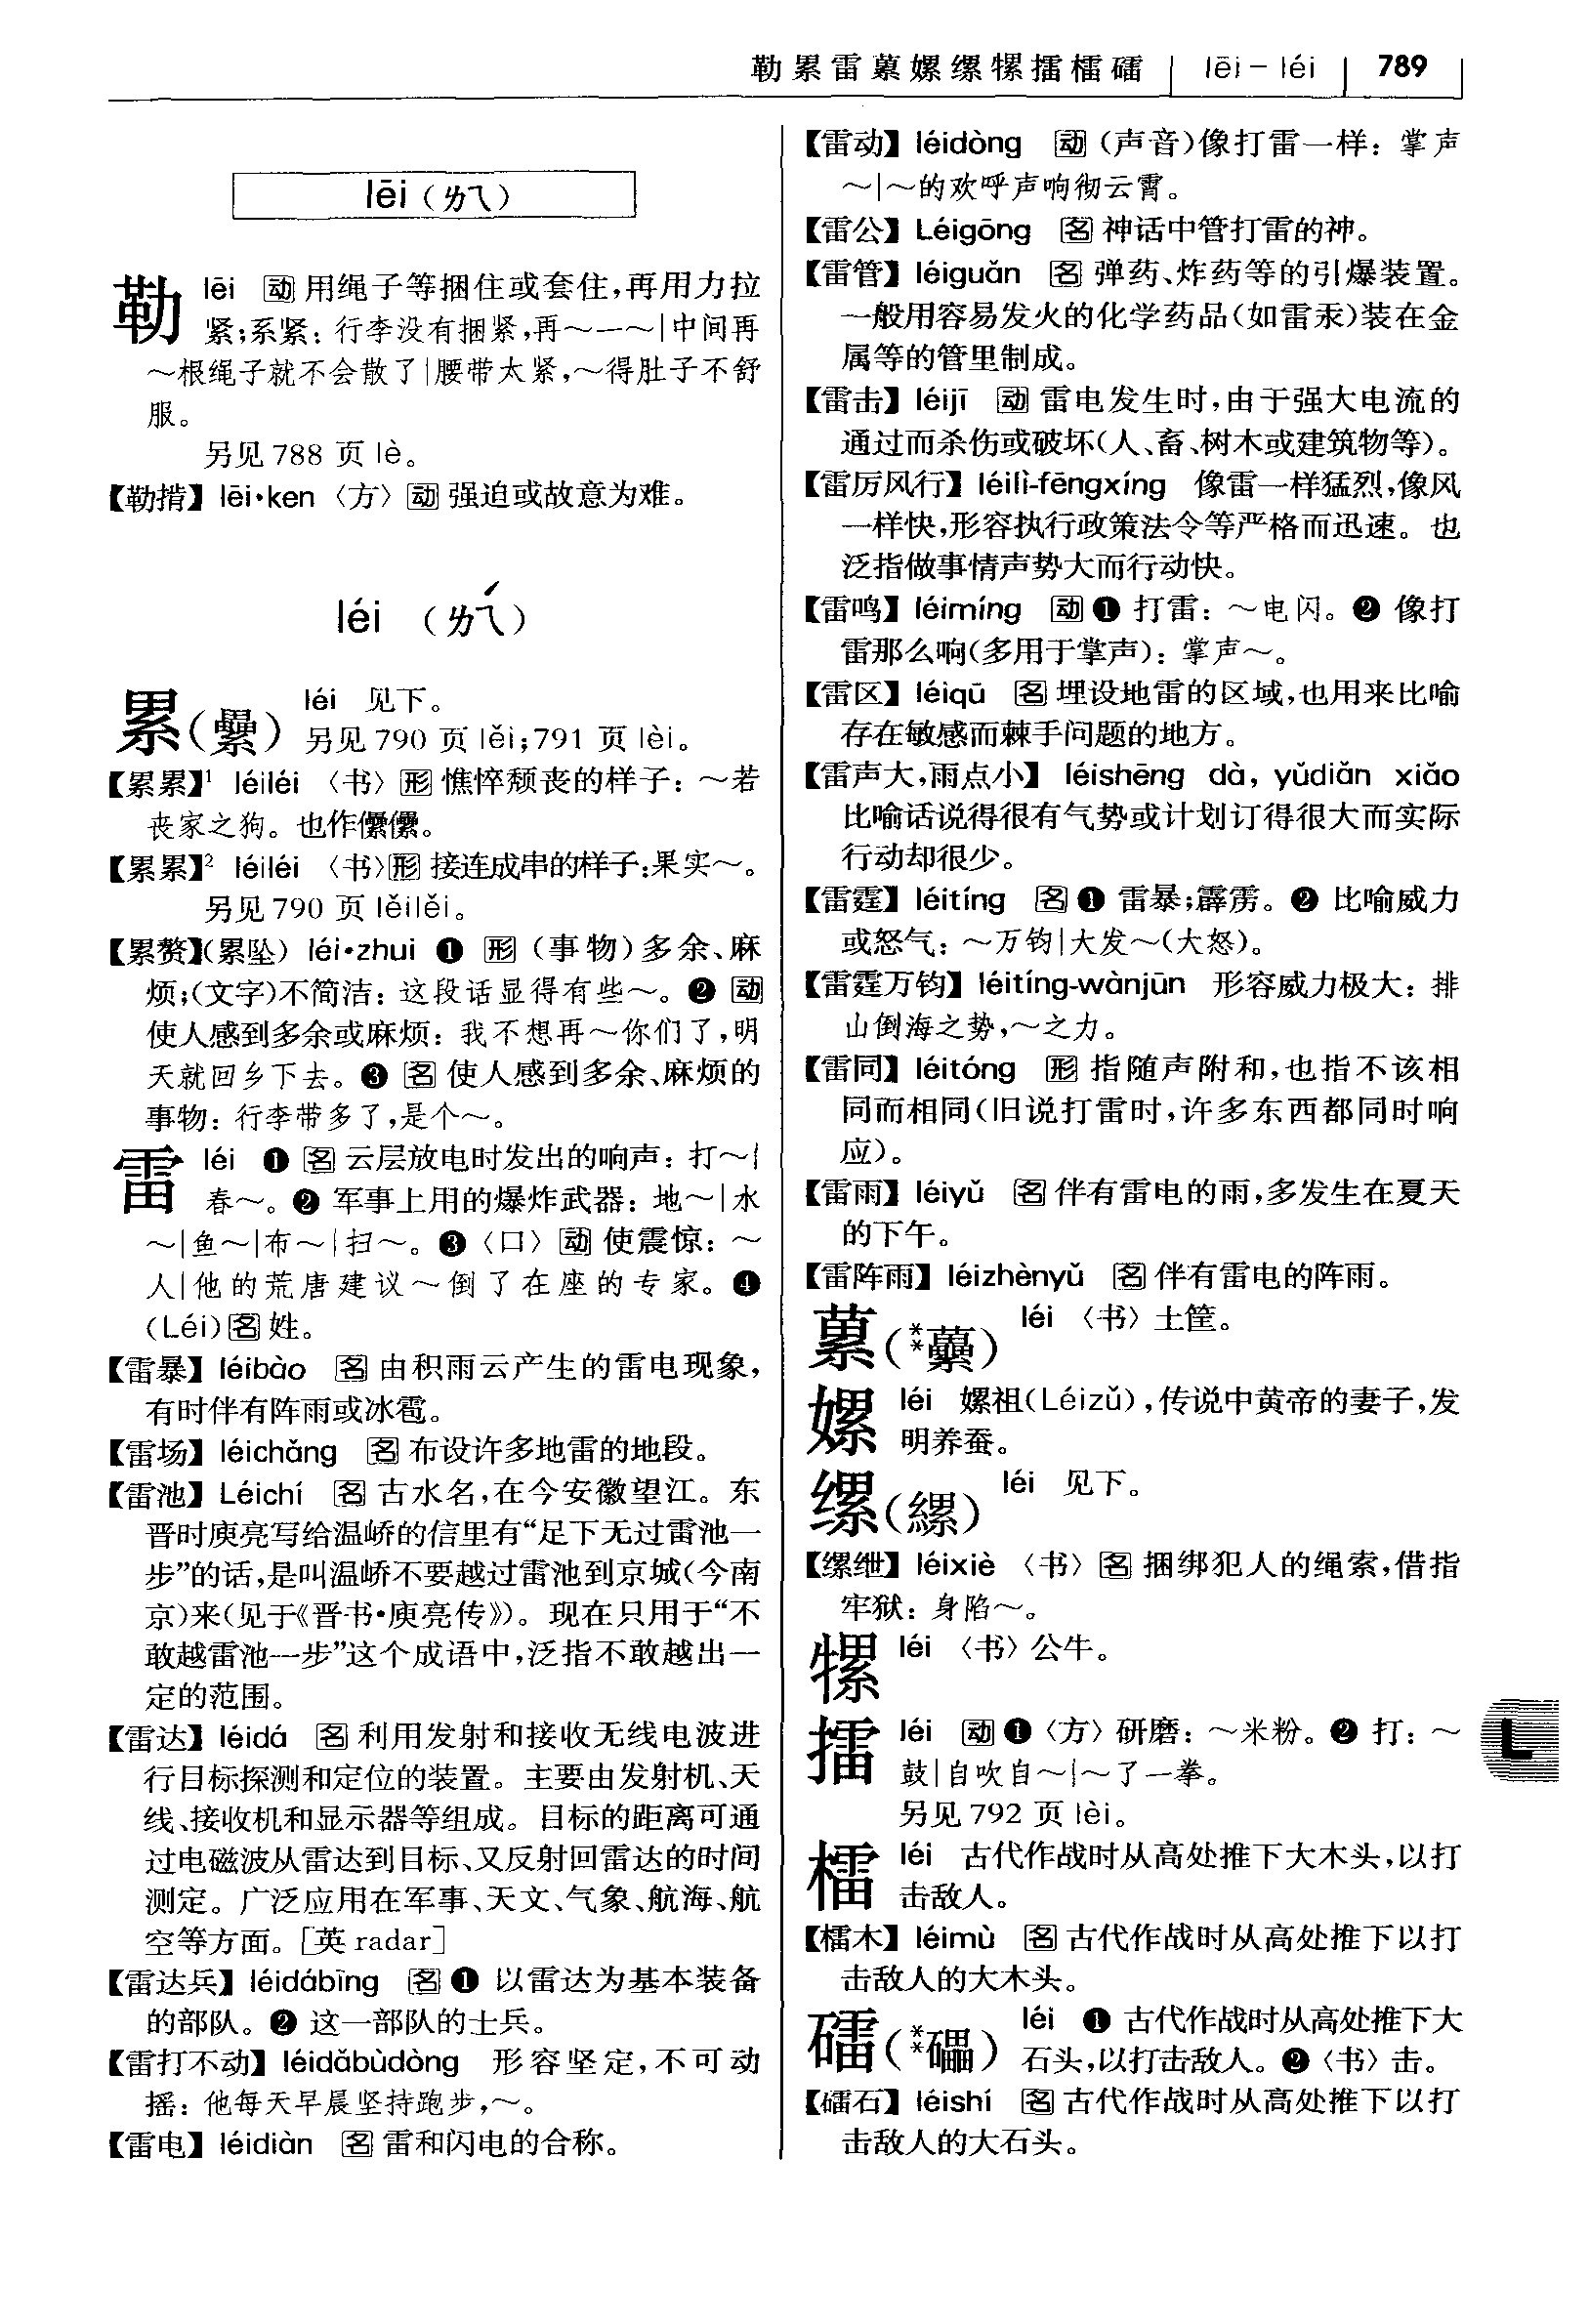 勒累雷蔂嫘缧犦擂檑礌 lēi－léi 789
lēi（ㄌㄟ）
勒 lēi 动 用绳子等捆住或套住，再用力拉
紧；系紧：行李没有捆紧，再～一～|中间再
～根绳子就不会散了|腰带太紧，～得肚子不舒
服。
另见 788 页 lè。
【勒掯】lēi·ken〈方〉动 强迫或故意为难。
léi （ㄌㄟˊ）
累（纍） léi 见下。
另见 790 页 lěi；791 页 lèi。
【累累】¹ léiléi〈书〉形 憔悴颓丧的样子：～若
丧家之狗。也作儽儽。
【累累】² léiléi〈书〉形 接连成串的样子：果实～。
另见 790 页 lěilěi。
【累赘】（累坠）léi·zhui ❶ 形（事物）多余、麻
烦；（文字）不简洁：这段话显得有些～。❷ 动
使人感到多余或麻烦：我不想再～你们了，明
天就回乡下去。❸ 名 使人感到多余、麻烦的
事物：行李带多了，是个～。
雷 léi ❶ 名 云层放电时发出的响声：打～|
春～。❷ 军事上用的爆炸武器：地～|水
～|鱼～|布～|扫～。❸〈口〉动 使震惊：～
人|他的荒唐建议～倒了在座的专家。❹
（Léi）名 姓。
【雷暴】léibào 名 由积雨云产生的雷电现象，
有时伴有阵雨或冰雹。
【雷场】léichǎng 名 布设许多地雷的地段。
【雷池】Léichí 名 古水名，在今安徽望江。东
晋时庾亮写给温峤的信里有“足下无过雷池一
步”的话，是叫温峤不要越过雷池到京城（今南
京）来（见于《晋书·庾亮传》）。现在只用于“不
敢越雷池一步”这个成语中，泛指不敢越出一
定的范围。
【雷达】léidá 名 利用发射和接收无线电波进
行目标探测和定位的装置。主要由发射机、天
线、接收机和显示器等组成。目标的距离可通
过电磁波从雷达到目标、又反射回雷达的时间
测定。广泛应用在军事、天文、气象、航海、航
空等方面。［英 radar］
【雷达兵】léidábīng 名 ❶ 以雷达为基本装备
的部队。❷ 这一部队的士兵。
【雷打不动】léidǎbùdòng 形容坚定，不可动
摇：他每天早晨坚持跑步，～。
【雷电】léidiàn 名 雷和闪电的合称。
【雷动】léidòng 动（声音）像打雷一样：掌声
～|～的欢呼声响彻云霄。
【雷公】Léigōng 名 神话中管打雷的神。
【雷管】léiguǎn 名 弹药、炸药等的引爆装置。
一般用容易发火的化学药品（如雷汞）装在金
属等的管里制成。
【雷击】léijī 动 雷电发生时，由于强大电流的
通过而杀伤或破坏（人、畜、树木或建筑物等）。
【雷厉风行】léilì-fēngxíng 像雷一样猛烈，像风
一样快，形容执行政策法令等严格而迅速。也
泛指做事情声势大而行动快。
【雷鸣】léimíng 动 ❶ 打雷：～电闪。❷ 像打
雷那么响（多用于掌声）：掌声～。
【雷区】léiqū 名 埋设地雷的区域，也用来比喻
存在敏感而棘手问题的地方。
【雷声大，雨点小】léishēng dà, yǔdiǎn xiǎo
比喻话说得很有气势或计划订得很大而实际
行动却很少。
【雷霆】léitíng 名 ❶ 雷暴；霹雳。❷ 比喻威力
或怒气：～万钧|大发～（大怒）。
【雷霆万钧】léitíng-wànjūn 形容威力极大：排
山倒海之势，～之力。
【雷同】léitóng 形 指随声附和，也指不该相
同而相同（旧说打雷时，许多东西都同时响
应）。
【雷雨】léiyǔ 名 伴有雷电的雨，多发生在夏天
的下午。
【雷阵雨】léizhènyǔ 名 伴有雷电的阵雨。
蔂（**虆） léi〈书〉土筐。
嫘 léi 嫘祖（Léizǔ），传说中黄帝的妻子，发
明养蚕。
缧（縲） léi 见下。
【缧绁】léixiè〈书〉名 捆绑犯人的绳索，借指
牢狱：身陷～。
㹎 léi〈书〉公牛。
擂 léi 动 ❶〈方〉研磨：～米粉。❷ 打：～
鼓|自吹自～|～了一拳。
另见 792 页 lèi。
檑 léi 古代作战时从高处推下大木头，以打
击敌人。
【檑木】léimù 名 古代作战时从高处推下以打
击敌人的大木头。
礌（**礧） léi ❶ 古代作战时从高处推下大
石头，以打击敌人。❷〈书〉击。
【礌石】léishí 名 古代作战时从高处推下以打
击敌人的大石头。
L